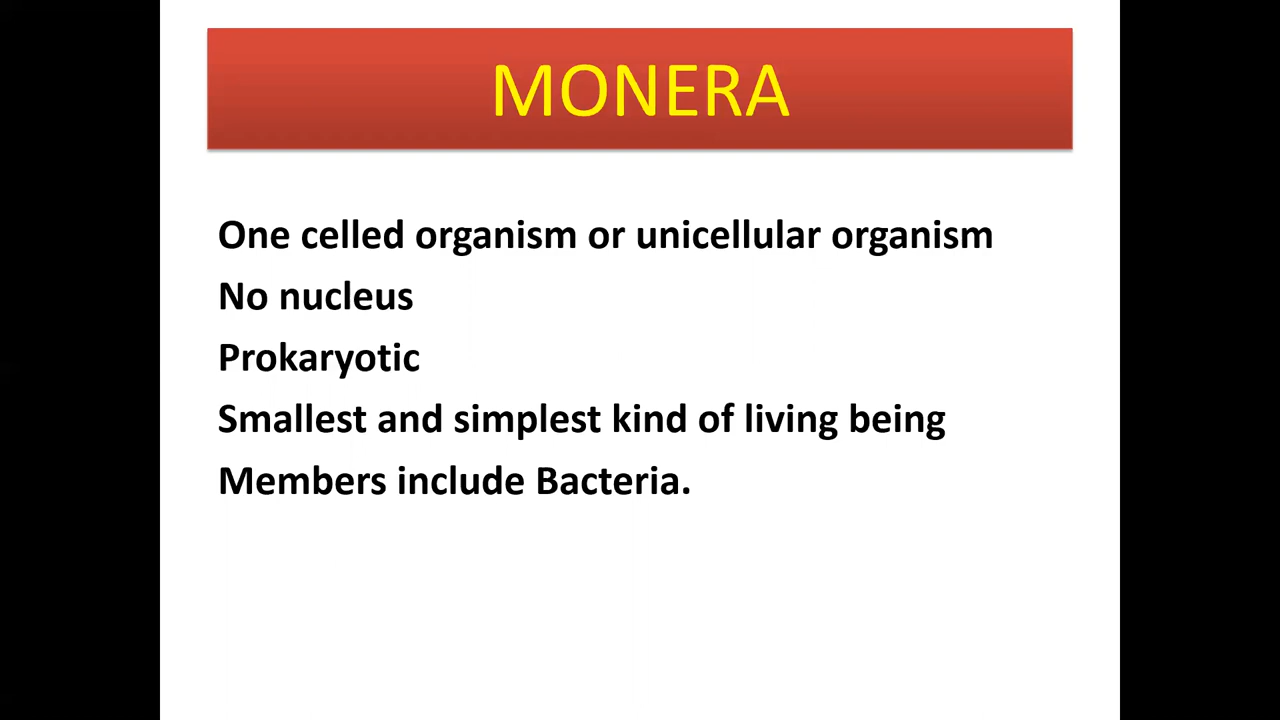 MONERA
One celled organism or unicellular organism
No nucleus
Prokaryotic
Smallest and simplest kind of living being
Members include Bacteria.